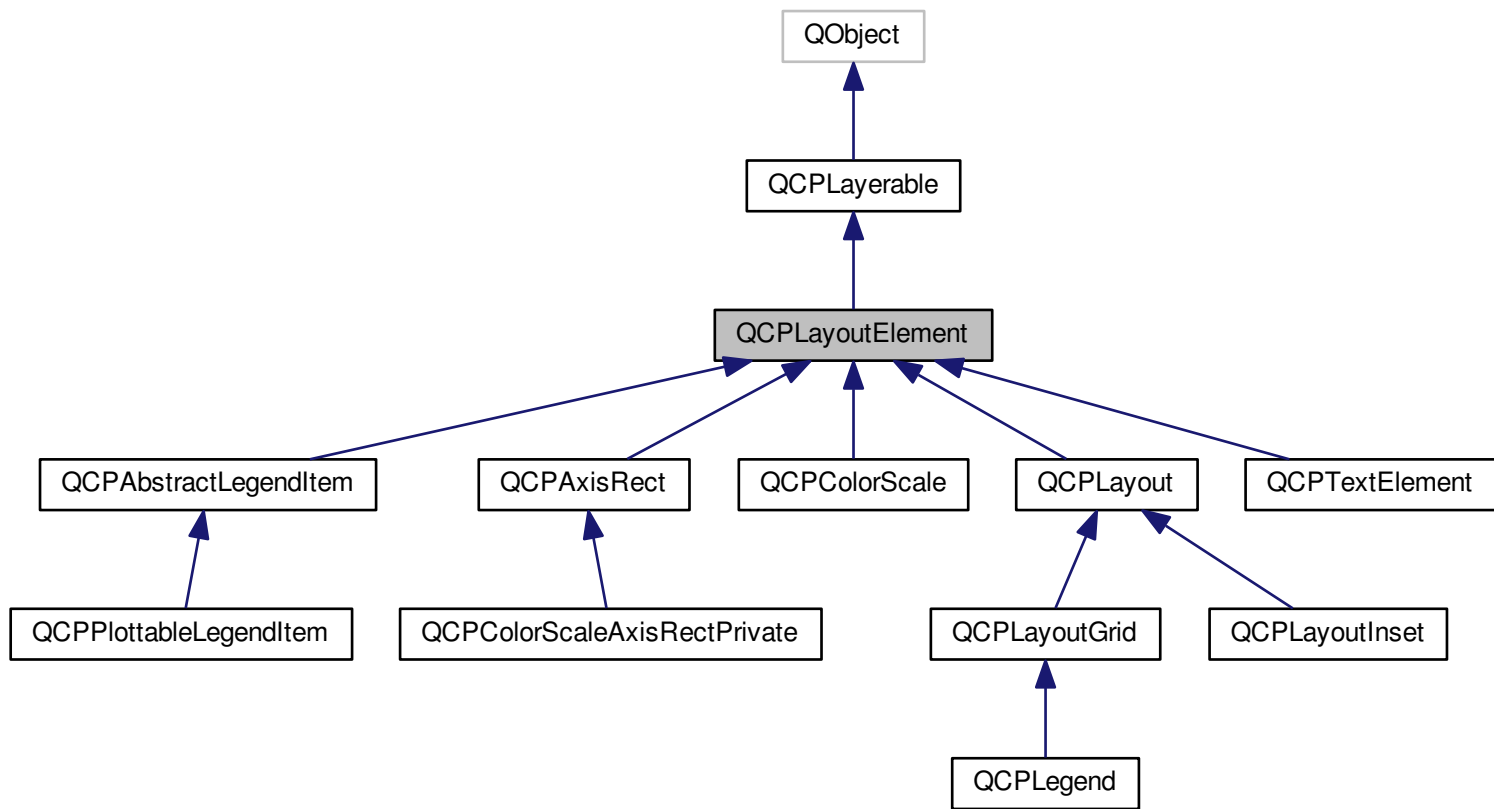 QObject
QCPLayerable
QCPLayoutElement
QCPAbstractLegendItem
QCPAxisRect
QCPColorScale
QCPLayout
QCPTextElement
QCPPlottableLegendItem
QCPColorScaleAxisRectPrivate
QCPLayoutGrid
QCPLayoutInset
QCPLegend